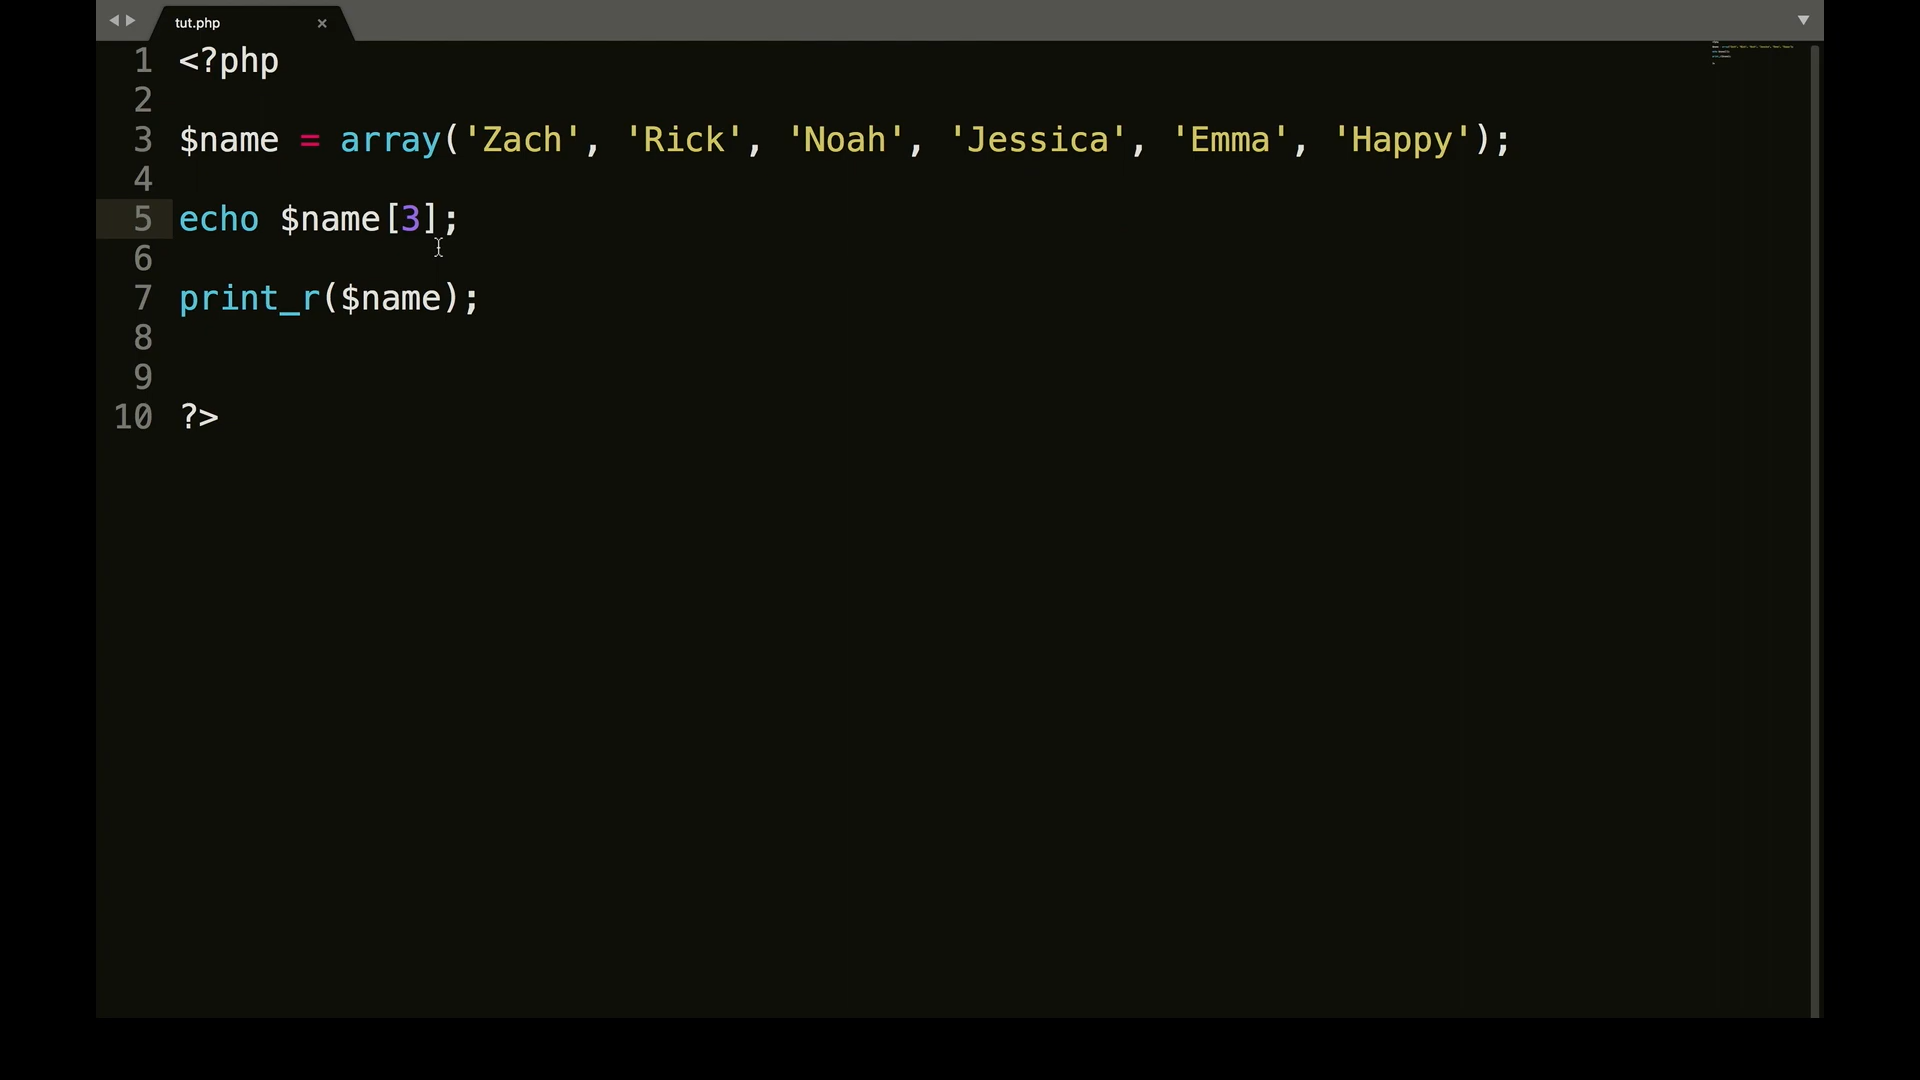 tut.php
1 <?php
2
3 $name = array('Zach', 'Rick', 'Noah', 'Jessica', 'Emma', 'Happy');
4
5 echo $name[3];
6
7 print_r($name);
8
9
10 ?>